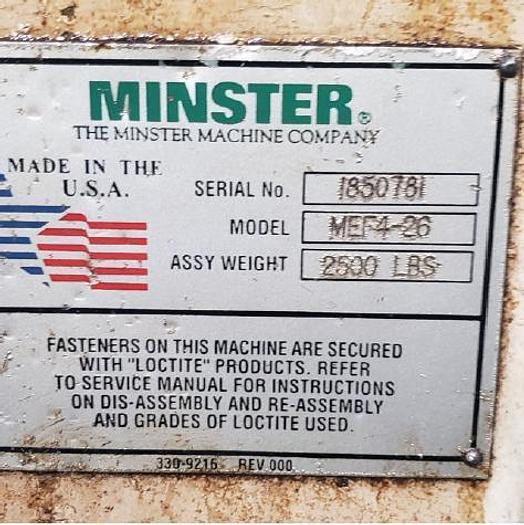 MINSTER®
THE MINSTER MACHINE COMPANY
MADE IN THE
U.S.A.
SERIAL No. 1850781
MODEL MEF4-26
ASSY WEIGHT 2500 LBS
FASTENERS ON THIS MACHINE ARE SECURED
WITH "LOCTITE" PRODUCTS. REFER
TO SERVICE MANUAL FOR INSTRUCTIONS
ON DIS-ASSEMBLY AND RE-ASSEMBLY
AND GRADES OF LOCTITE USED.
330-9216 REV 000